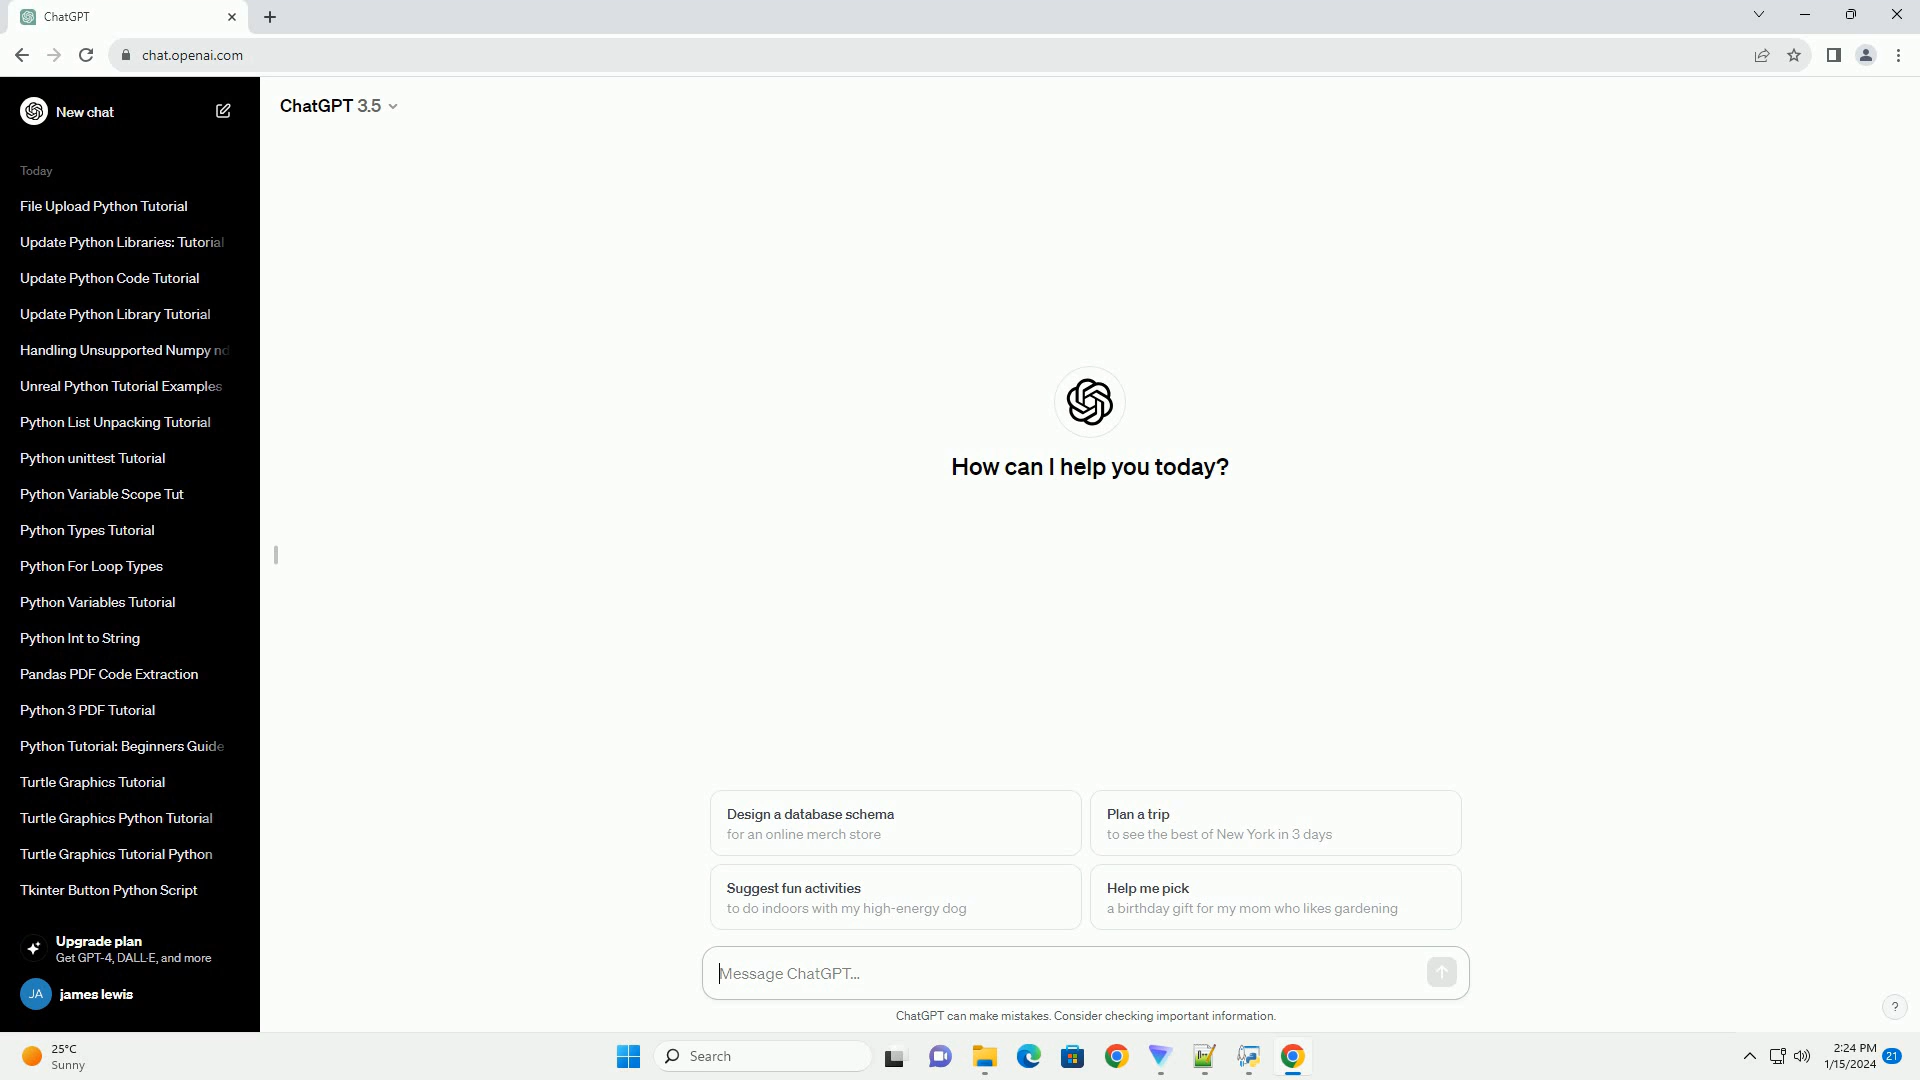 ChatGPT
chat.openai.com
New chat
ChatGPT 3.5
Today
File Upload Python Tutorial
Update Python Libraries: Tutorial
Update Python Code Tutorial
Update Python Library Tutorial
Handling Unsupported Numpy nd
Unreal Python Tutorial Examples
Python List Unpacking Tutorial
Python unittest Tutorial
Python Variable Scope Tut
Python Types Tutorial
Python For Loop Types
Python Variables Tutorial
Python Int to String
Pandas PDF Code Extraction
Python 3 PDF Tutorial
Python Tutorial: Beginners Guide
Turtle Graphics Tutorial
Turtle Graphics Python Tutorial
Turtle Graphics Tutorial Python
Tkinter Button Python Script
Upgrade plan
Get GPT-4, DALL·E, and more
JA james lewis
How can I help you today?
Design a database schema
for an online merch store
Plan a trip
to see the best of New York in 3 days
Suggest fun activities
to do indoors with my high-energy dog
Help me pick
a birthday gift for my mom who likes gardening
Message ChatGPT...
ChatGPT can make mistakes. Consider checking important information.
?
25°C
Sunny
Search
2:24 PM
1/15/2024
21